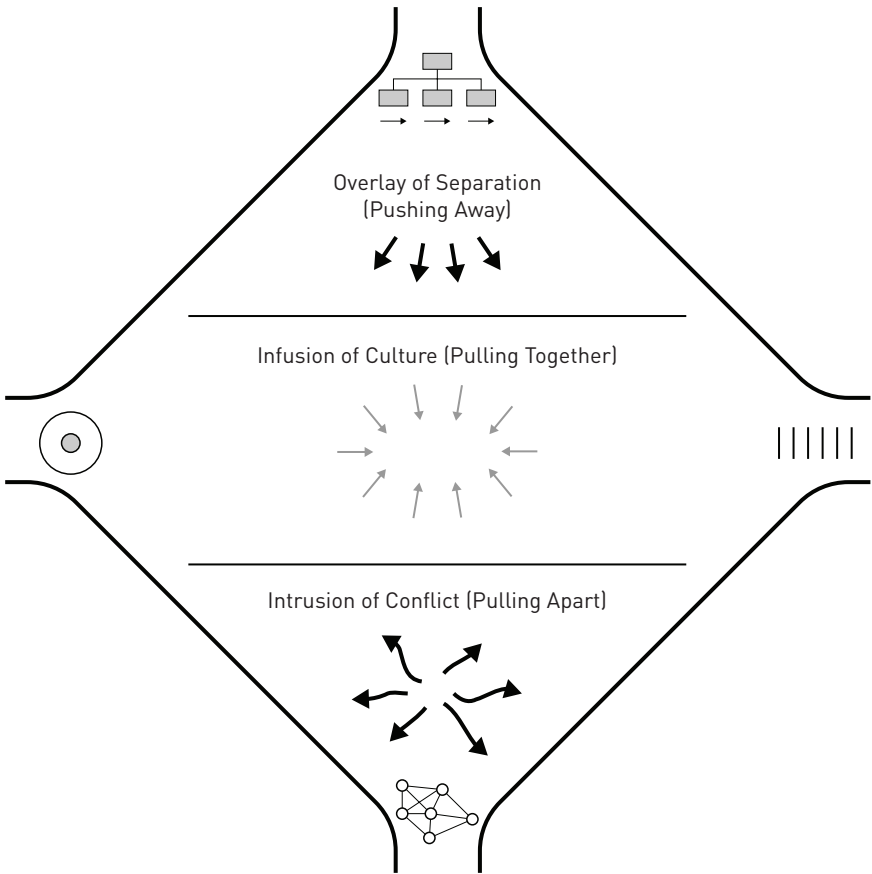 Overlay of Separation
(Pushing Away)
Infusion of Culture (Pulling Together)
Intrusion of Conflict (Pulling Apart)